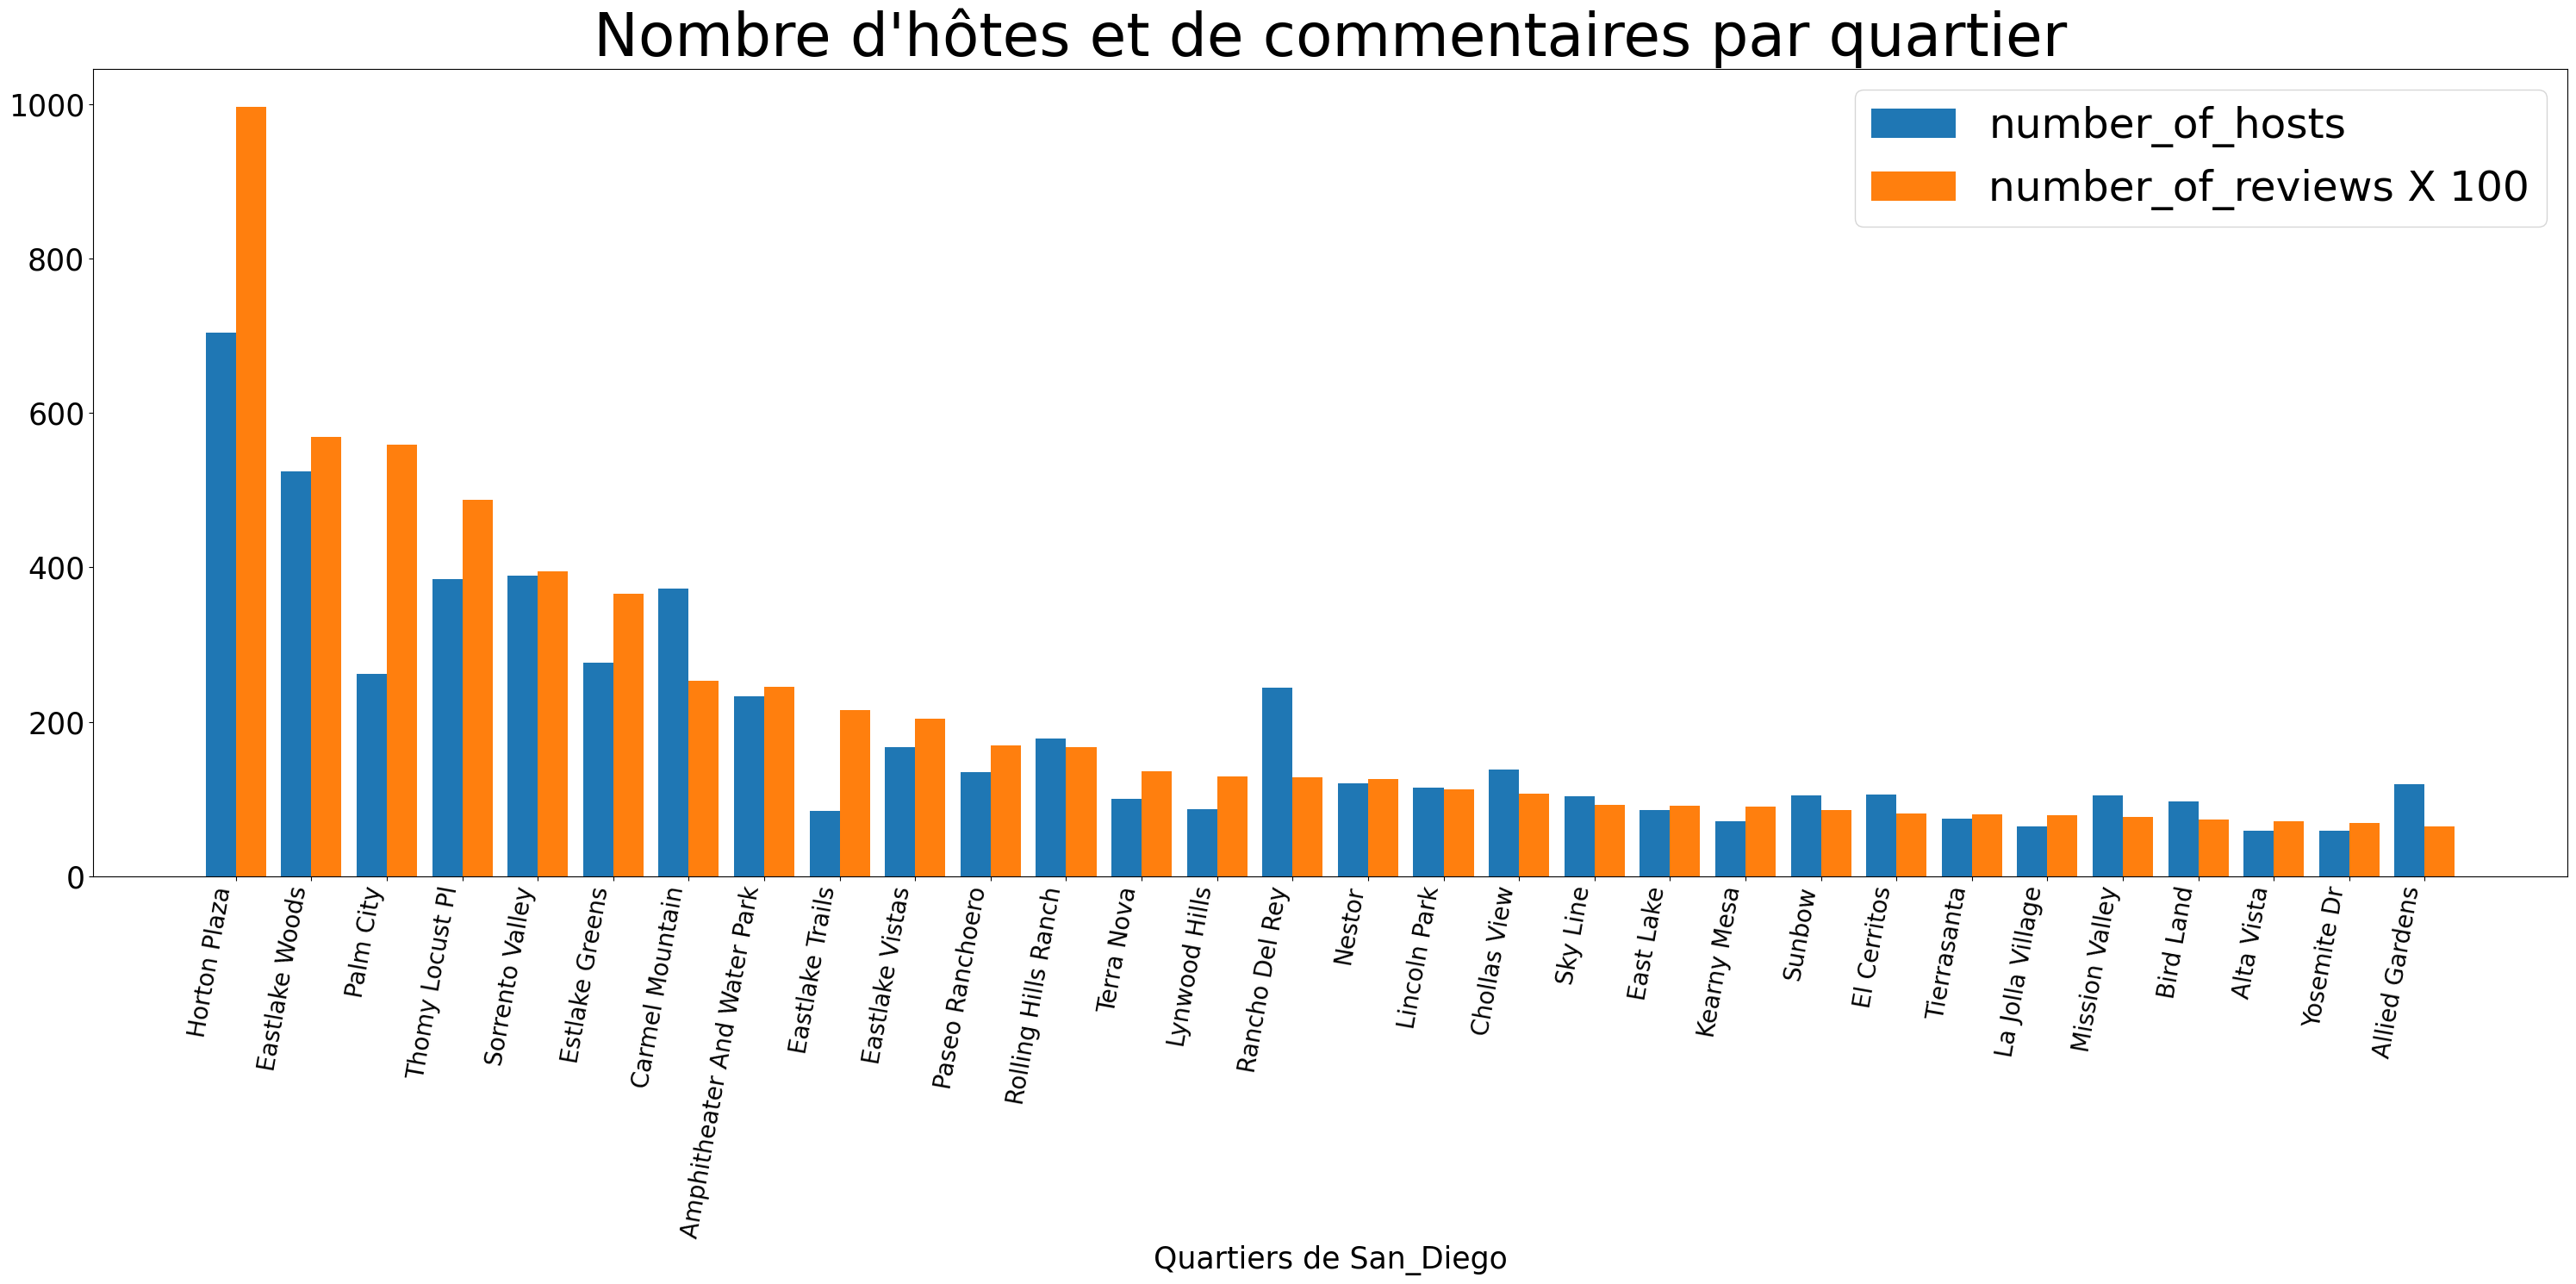 Nombre d'hôtes et de commentaires par quartier
number_of_hosts
number_of_reviews X 100
1000
800
600
400
200
0
Horton Plaza
Eastlake Woods
Palm City
Thomy Locust Pl
Sorrento Valley
Estlake Greens
Carmel Mountain
Amphitheater And Water Park
Eastlake Trails
Eastlake Vistas
Paseo Ranchoero
Rolling Hills Ranch
Terra Nova
Lynwood Hills
Rancho Del Rey
Nestor
Lincoln Park
Chollas View
Sky Line
East Lake
Kearny Mesa
Sunbow
El Cerritos
Tierrasanta
La Jolla Village
Mission Valley
Bird Land
Alta Vista
Yosemite Dr
Allied Gardens
Quartiers de San_Diego